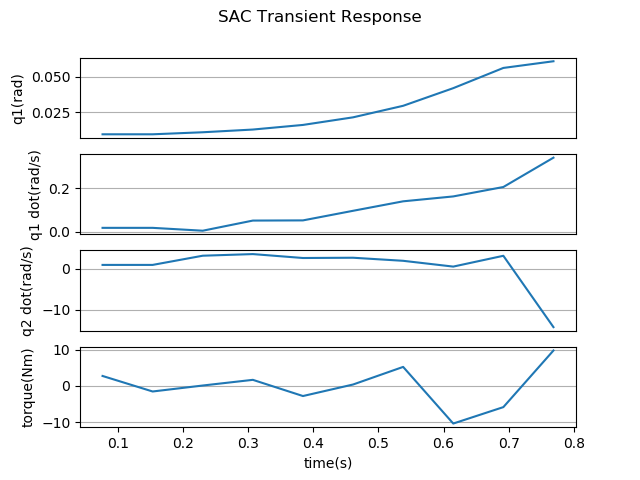 SAC Transient Response
q1(rad)
0.050
0.025
q1 dot(rad/s)
0.2
0.0
q2 dot(rad/s)
0
−10
torque(Nm)
10
0
−10
0.1 0.2 0.3 0.4 0.5 0.6 0.7 0.8
time(s)